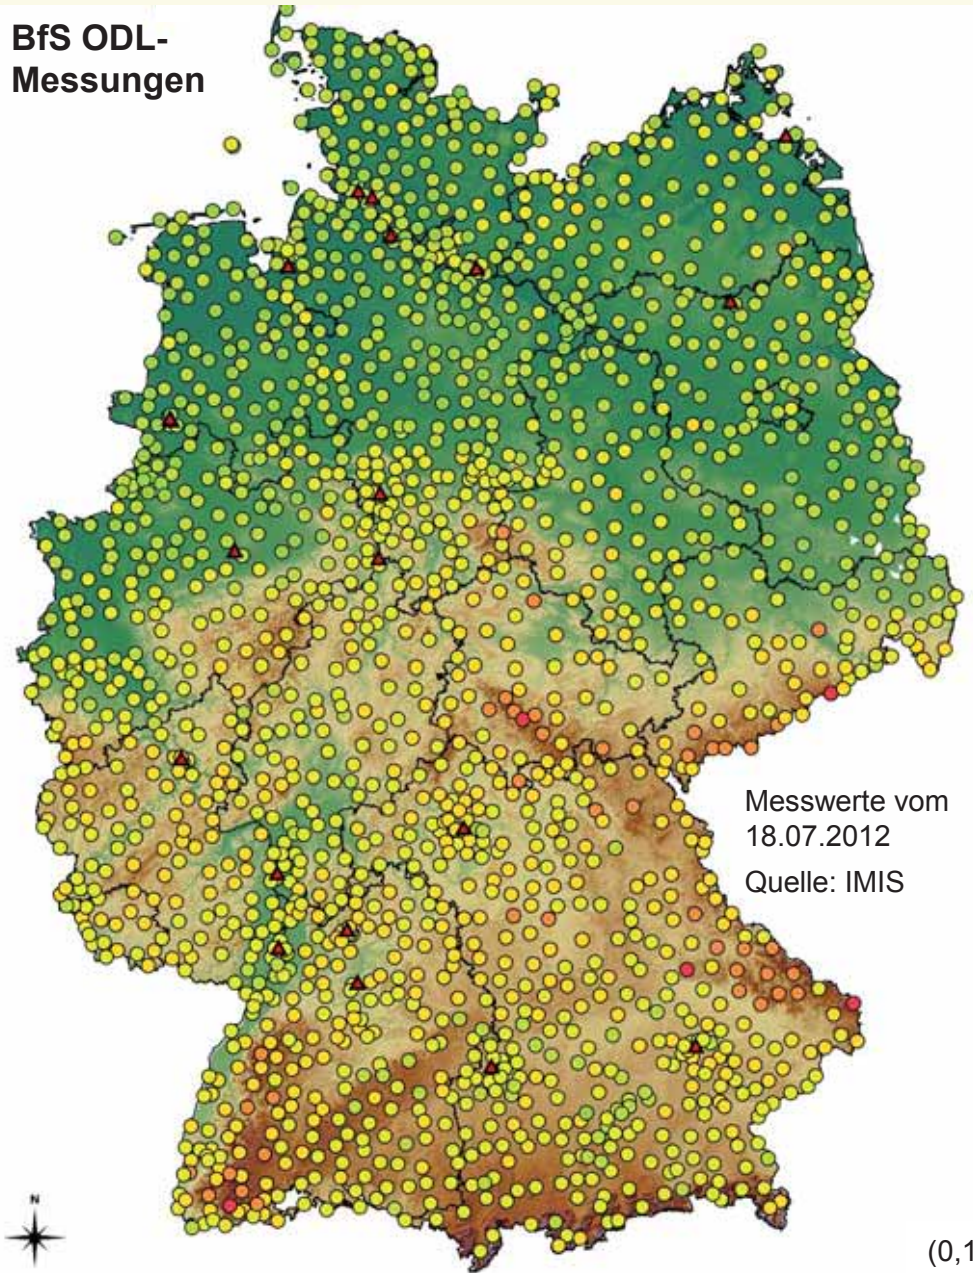 BfS ODL-
Messungen
Messwerte vom
18.07.2012
Quelle: IMIS
N
(0,1